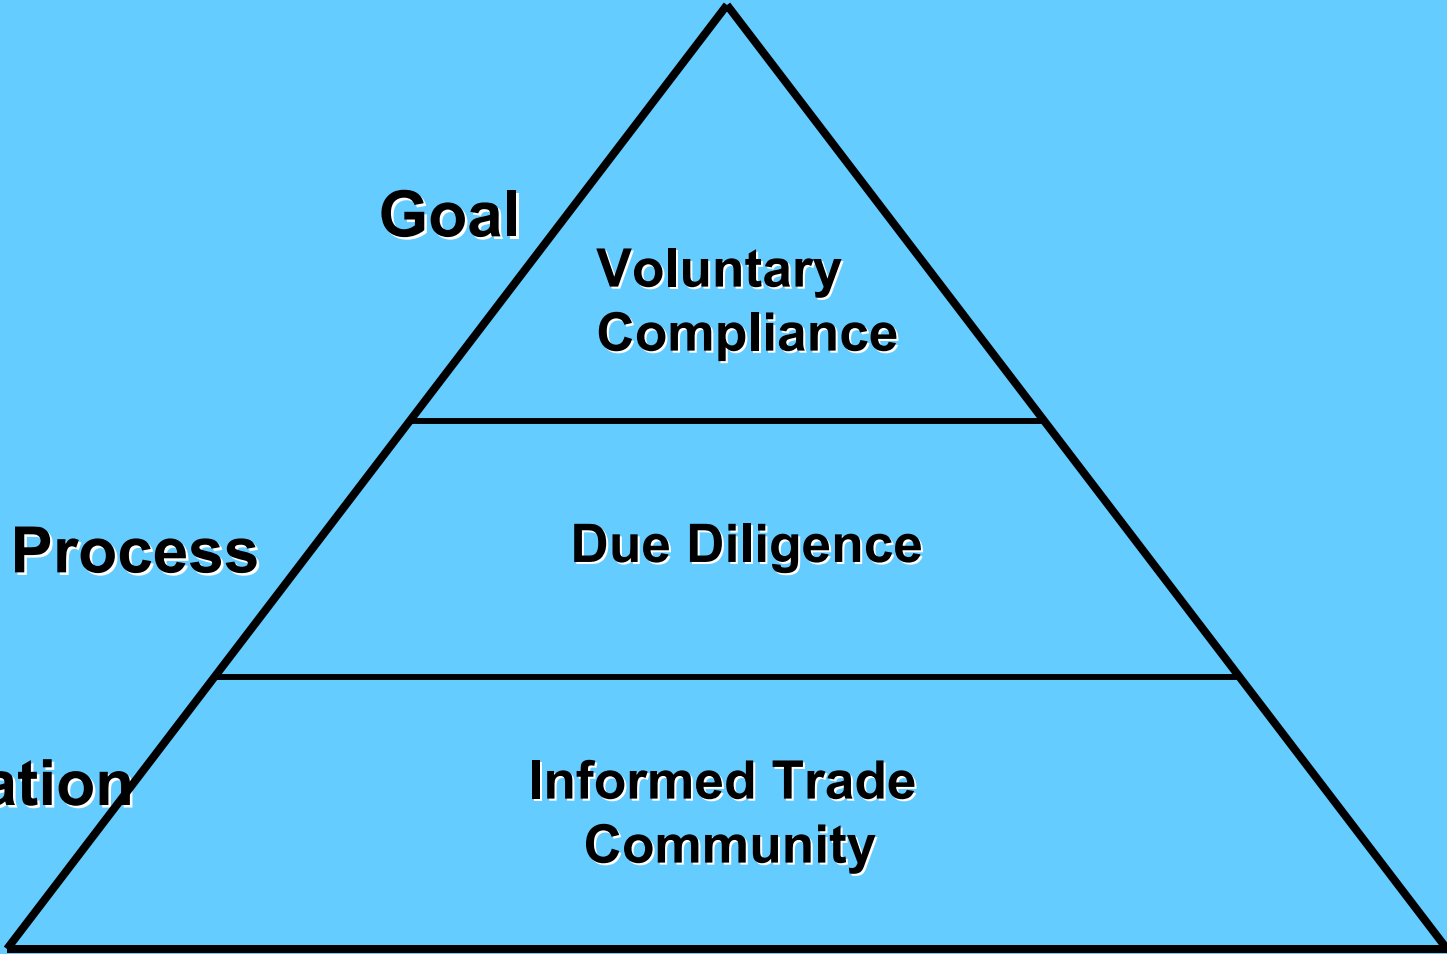 Goal
Voluntary
Compliance
Process
Due Diligence
ation
Informed Trade
Community